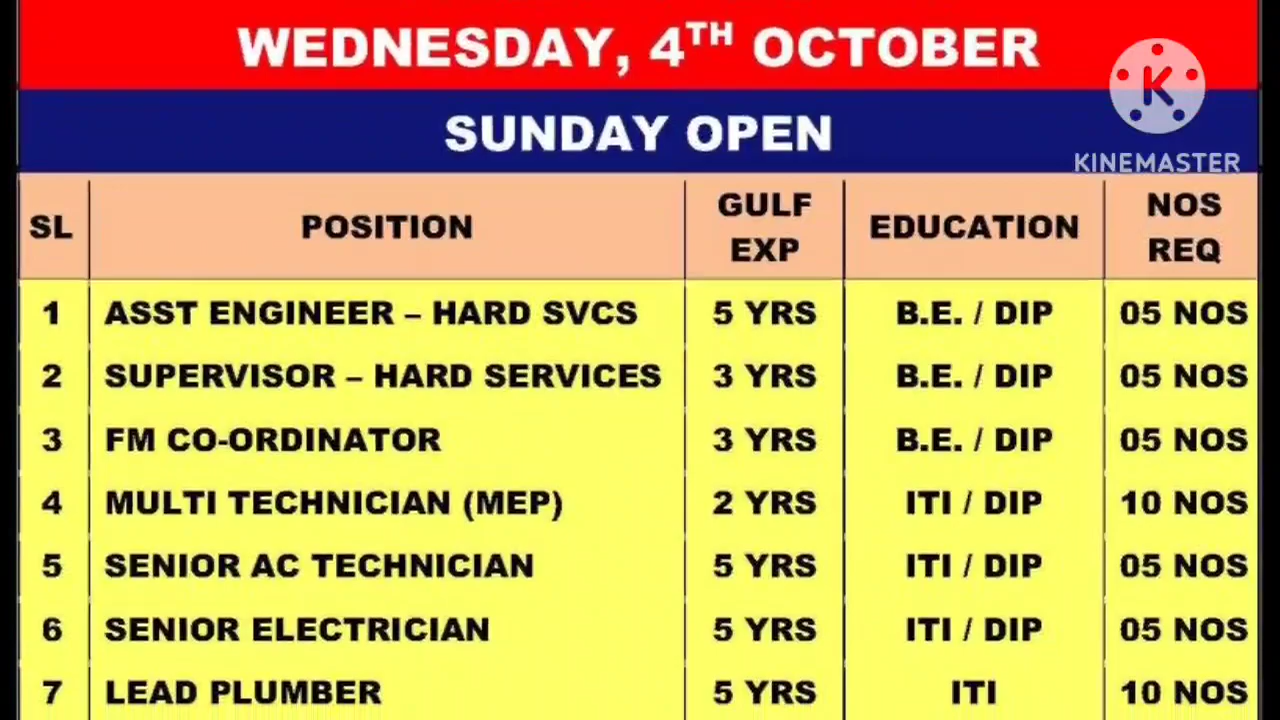 WEDNESDAY, 4TH OCTOBER
SUNDAY OPEN
KINEMASTER
SL POSITION GULF EXP EDUCATION NOS REQ
1 ASST ENGINEER – HARD SVCS 5 YRS B.E. / DIP 05 NOS
2 SUPERVISOR – HARD SERVICES 3 YRS B.E. / DIP 05 NOS
3 FM CO-ORDINATOR 3 YRS B.E. / DIP 05 NOS
4 MULTI TECHNICIAN (MEP) 2 YRS ITI / DIP 10 NOS
5 SENIOR AC TECHNICIAN 5 YRS ITI / DIP 05 NOS
6 SENIOR ELECTRICIAN 5 YRS ITI / DIP 05 NOS
7 LEAD PLUMBER 5 YRS ITI 10 NOS